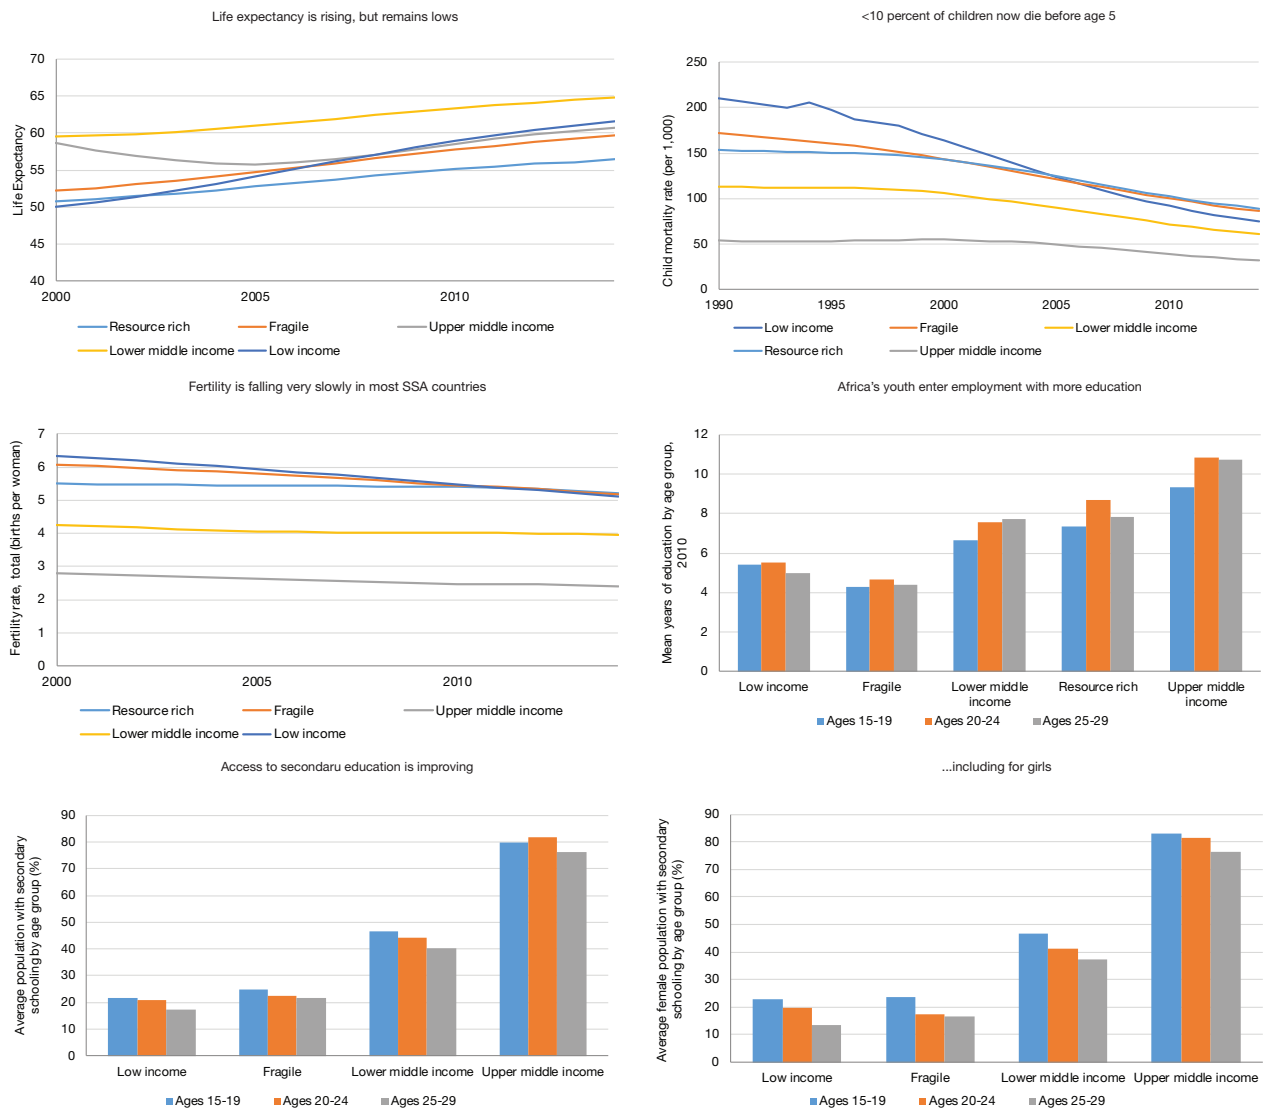 Life expectancy is rising, but remains lows
70
65
60
55
50
45
40
Life Expectancy
2000
2005
2010
Resource rich
Fragile
Upper middle income
Lower middle income
Low income
<10 percent of children now die before age 5
250
200
150
100
50
0
Child mortality rate (per 1,000)
1990
1995
2000
2005
2010
Low income
Fragile
Lower middle income
Resource rich
Upper middle income
Fertility is falling very slowly in most SSA countries
7
6
5
4
3
2
1
0
Fertility rate, total (births per woman)
2000
2005
2010
Resource rich
Fragile
Upper middle income
Lower middle income
Low income
Africa's youth enter employment with more education
12
10
8
6
4
2
0
Mean years of education by age group,
2010
Low income
Fragile
Lower middle
income
Resource rich
Upper middle
income
Ages 15-19
Ages 20-24
Ages 25-29
Access to secondaru education is improving
90
80
70
60
50
40
30
20
10
0
Average population with secondary
schooling by age group (%)
Low income
Fragile
Lower middle income
Upper middle income
Ages 15-19
Ages 20-24
Ages 25-29
...including for girls
90
80
70
60
50
40
30
20
10
0
Average female population with secondary
schooling by age group (%)
Low income
Fragile
Lower middle income
Upper middle income
Ages 15-19
Ages 20-24
Ages 25-29